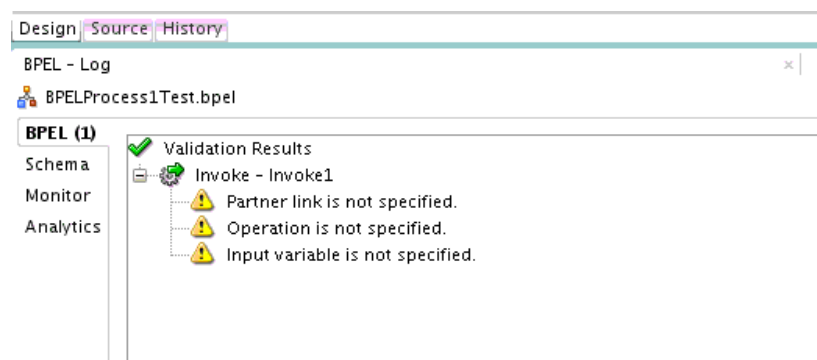 Design Source History
BPEL - Log
BPELProcess1Test.bpel
BPEL (1)
Schema
Monitor
Analytics
Validation Results
Invoke - Invoke1
Partner link is not specified.
Operation is not specified.
Input variable is not specified.